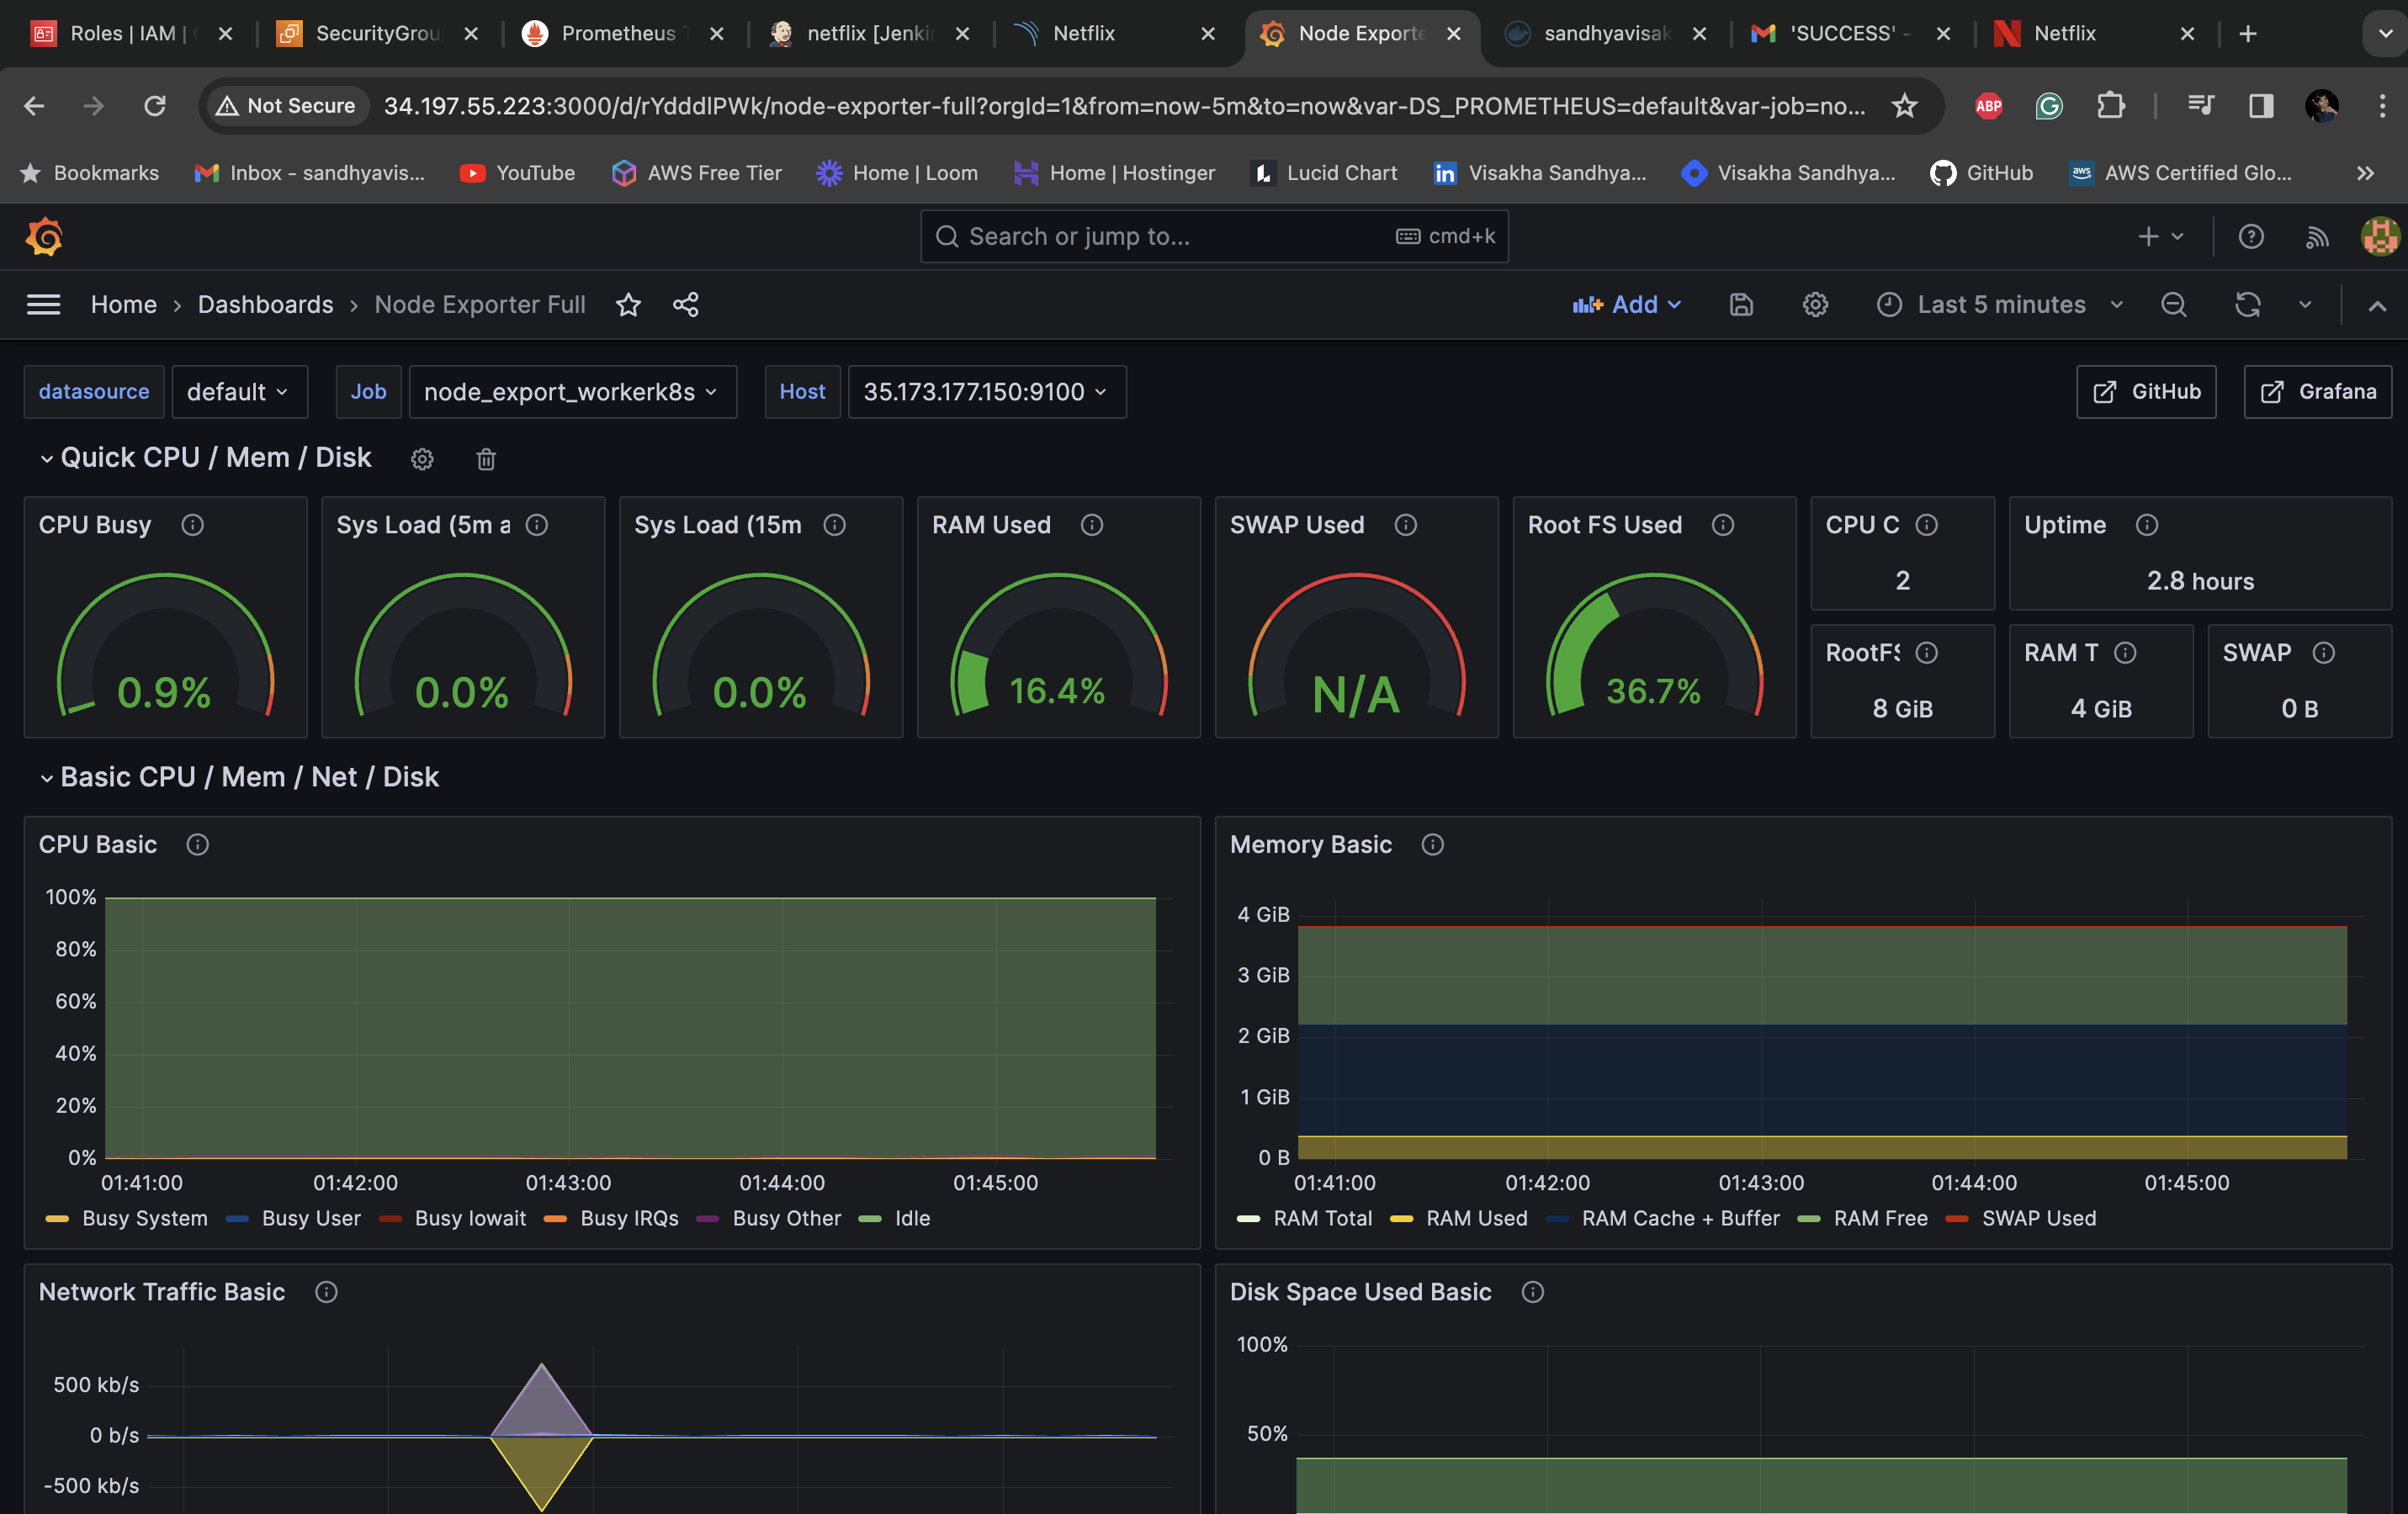 Roles | IAM |
SecurityGrou
Prometheus T
netflix [Jenki
Netflix
Node Exporte
sandhyavisak
'SUCCESS' -
Netflix
Not Secure
34.197.55.223:3000/d/rYdddlPWk/node-exporter-full?orgId=1&from=now-5m&to=now&var-DS_PROMETHEUS=default&var-job=no...
ABP
Bookmarks
Inbox - sandhyavis...
YouTube
AWS Free Tier
Home | Loom
Home | Hostinger
Lucid Chart
Visakha Sandhya...
Visakha Sandhya...
GitHub
aws
AWS Certified Glo...
Search or jump to...
cmd+k
Home
Dashboards
Node Exporter Full
Add
Last 5 minutes
datasource
default
Job
node_export_workerk8s
Host
35.173.177.150:9100
GitHub
Grafana
Quick CPU / Mem / Disk
CPU Busy
0.9%
Sys Load (5m a
0.0%
Sys Load (15m
0.0%
RAM Used
16.4%
SWAP Used
N/A
Root FS Used
36.7%
CPU C
2
Uptime
2.8 hours
RootFS
8 GiB
RAM T
4 GiB
SWAP
0 B
Basic CPU / Mem / Net / Disk
CPU Basic
100%
80%
60%
40%
20%
0%
01:41:00 01:42:00 01:43:00 01:44:00 01:45:00
Busy System Busy User Busy Iowait Busy IRQs Busy Other Idle
Memory Basic
4 GiB
3 GiB
2 GiB
1 GiB
0 B
01:41:00 01:42:00 01:43:00 01:44:00 01:45:00
RAM Total RAM Used RAM Cache + Buffer RAM Free SWAP Used
Network Traffic Basic
500 kb/s
0 b/s
-500 kb/s
Disk Space Used Basic
100%
50%